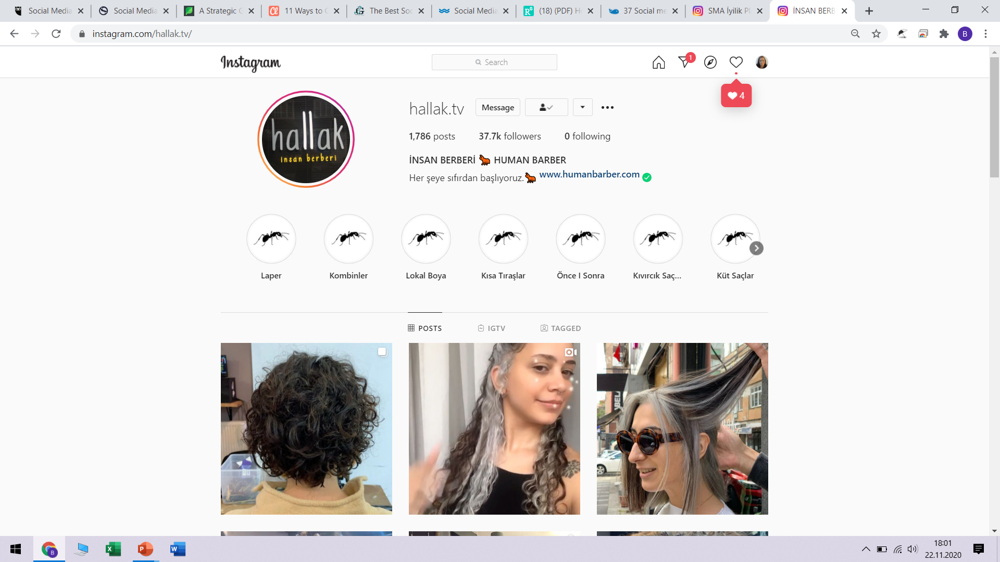 Social Media
Social Media
A Strategic G
11 Ways to
The Best Soc
Social Media
(18) (PDF) H
37 Social me
SMA İyilik Pl
İNSAN BERB
instagram.com/hallak.tv/
B
Instagram
Search
1
4
hallak
insan berberi
hallak.tv
Message
1,786 posts 37.7k followers 0 following
İNSAN BERBERİ 🐜 HUMAN BARBER
Her şeye sıfırdan başlıyoruz.🐜 www.humanbarber.com
Laper
Kombinler
Lokal Boya
Kısa Tıraşlar
Önce I Sonra
Kıvırcık Saç...
Küt Saçlar
POSTS
IGTV
TAGGED
18:01
22.11.2020